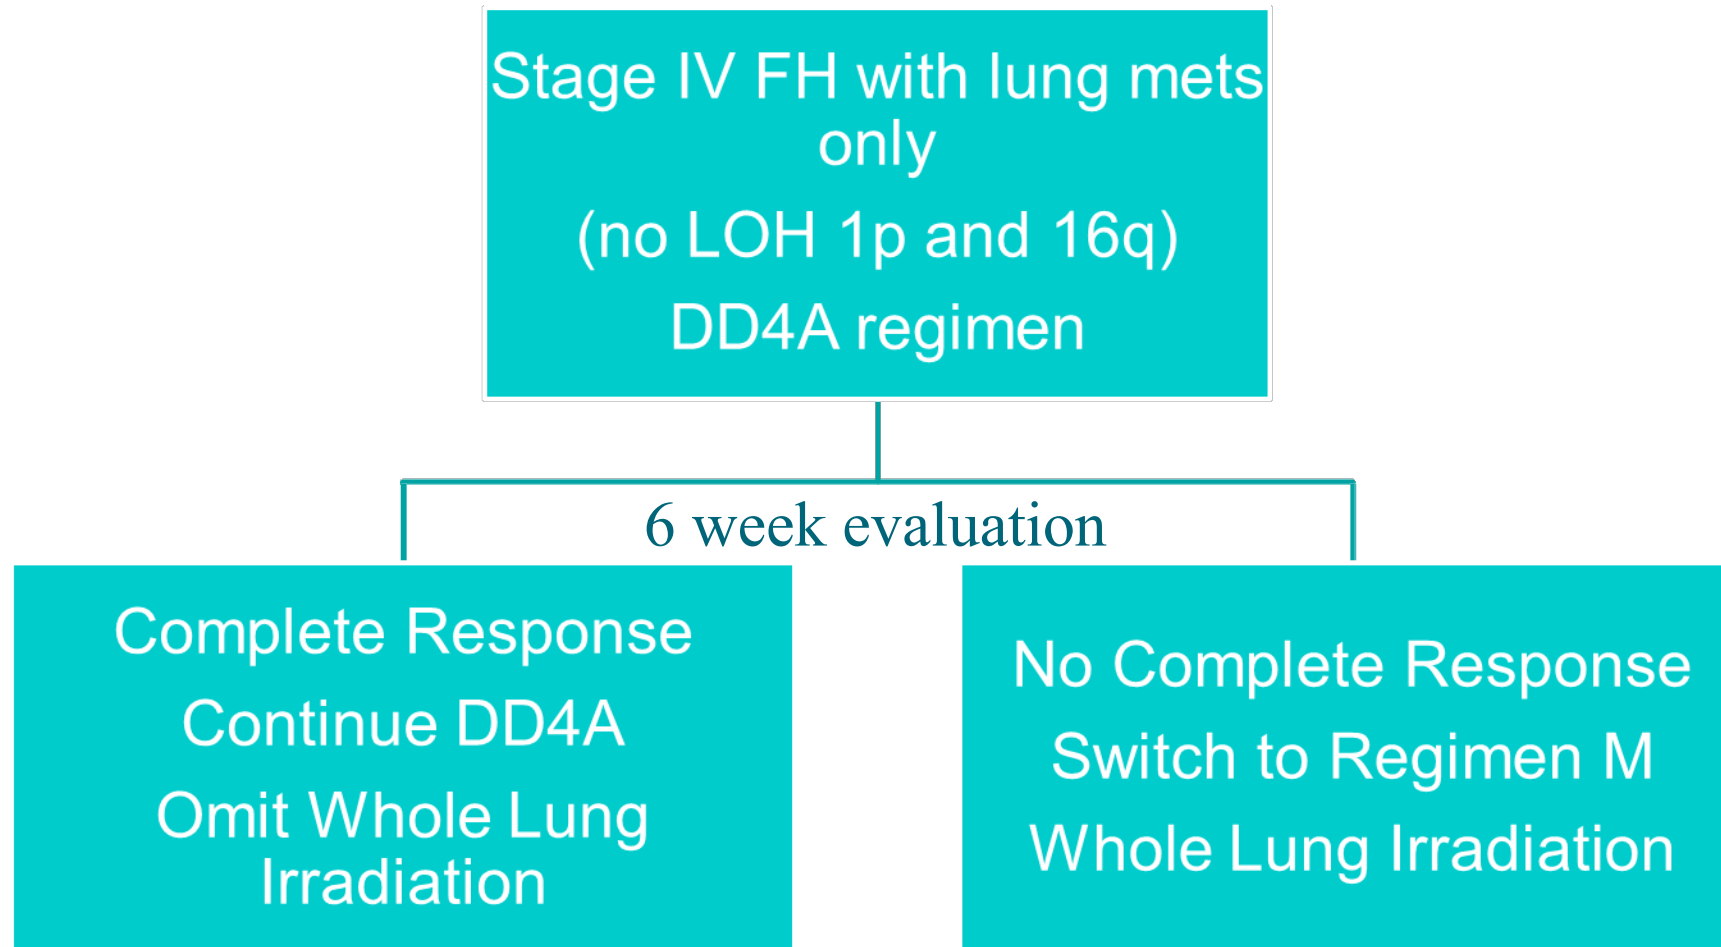 Stage IV FH with lung mets
only
(no LOH 1p and 16q)
DD4A regimen
6 week evaluation
Complete Response
Continue DD4A
Omit Whole Lung
Irradiation
No Complete Response
Switch to Regimen M
Whole Lung Irradiation